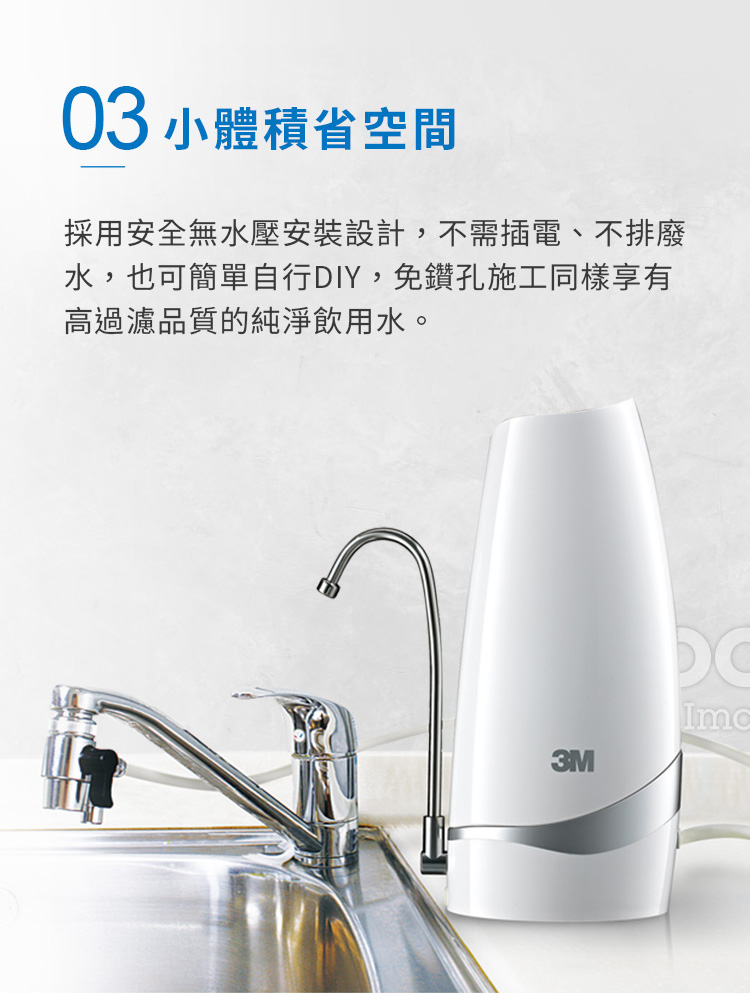 03 小體積省空間
採用安全無水壓安裝設計，不需插電、不排廢
水，也可簡單自行DIY，免鑽孔施工同樣享有
高過濾品質的純淨飲用水。
3M